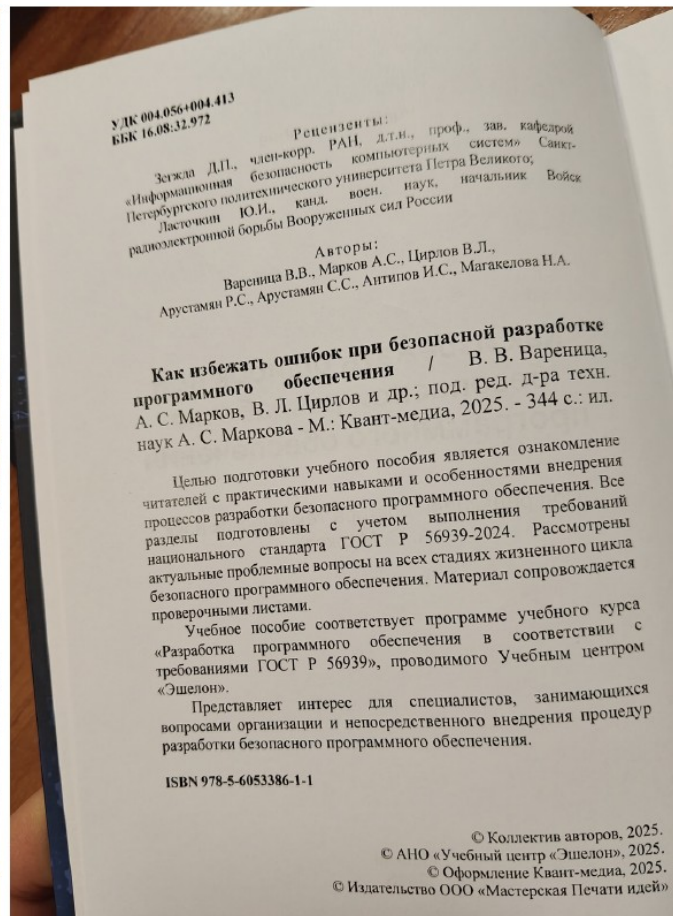 УДК 004.056+004.413
ББК 16.08:32.972
Рецензенты:
Зегжда Д.П., член-корр. РАН, д.т.н., проф., зав. кафедрой
«Информационная безопасность компьютерных систем» Санкт-
Петербургского политехнического университета Петра Великого;
Ласточкин Ю.И., канд. воен. наук, начальник Войск
радиоэлектронной борьбы Вооруженных сил России
Авторы:
Вареница В.В., Марков А.С., Цирлов В.Л.,
Арустамян Р.С., Арустамян С.С., Антипов И.С., Магакелова Н.А.
Как избежать ошибок при безопасной разработке
программного обеспечения / В. В. Вареница,
А. С. Марков, В. Л. Цирлов и др.; под. ред. д-ра техн.
наук А. С. Маркова - М.: Квант-медиа, 2025. - 344 с.: ил.
Целью подготовки учебного пособия является ознакомление
читателей с практическими навыками и особенностями внедрения
процессов разработки безопасного программного обеспечения. Все
разделы подготовлены с учетом выполнения требований
национального стандарта ГОСТ Р 56939-2024. Рассмотрены
актуальные проблемные вопросы на всех стадиях жизненного цикла
безопасного программного обеспечения. Материал сопровождается
проверочными листами.
Учебное пособие соответствует программе учебного курса
«Разработка программного обеспечения в соответствии с
требованиями ГОСТ Р 56939», проводимого Учебным центром
«Эшелон».
Представляет интерес для специалистов, занимающихся
вопросами организации и непосредственного внедрения процедур
разработки безопасного программного обеспечения.
ISBN 978-5-6053386-1-1
© Коллектив авторов, 2025.
© АНО «Учебный центр «Эшелон», 2025.
© Оформление Квант-медиа, 2025.
© Издательство ООО «Мастерская Печати идей»